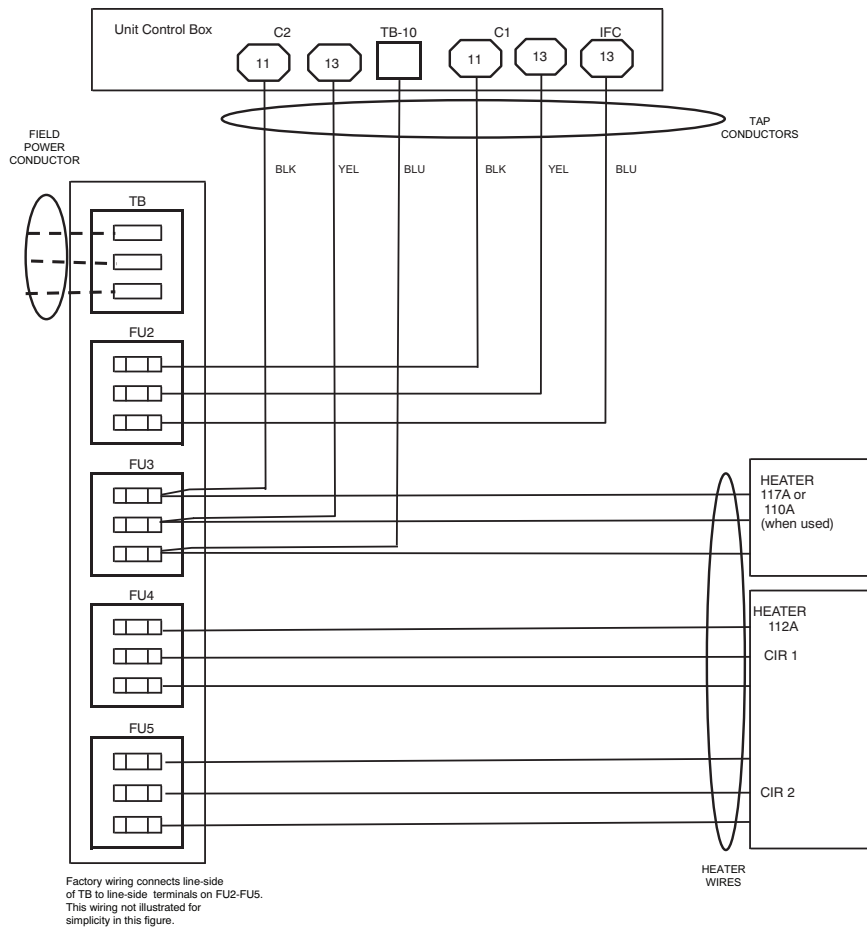 Unit Control Box
C2
TB-10
C1
IFC
11
13
11
13
13
TAP
CONDUCTORS
FIELD
POWER
CONDUCTOR
BLK
YEL
BLU
BLK
YEL
BLU
TB
FU2
FU3
HEATER
117A or
110A
(when used)
FU4
HEATER
112A
CIR 1
FU5
CIR 2
HEATER
WIRES
Factory wiring connects line-side
of TB to line-side terminals on FU2-FU5.
This wiring not illustrated for
simplicity in this figure.